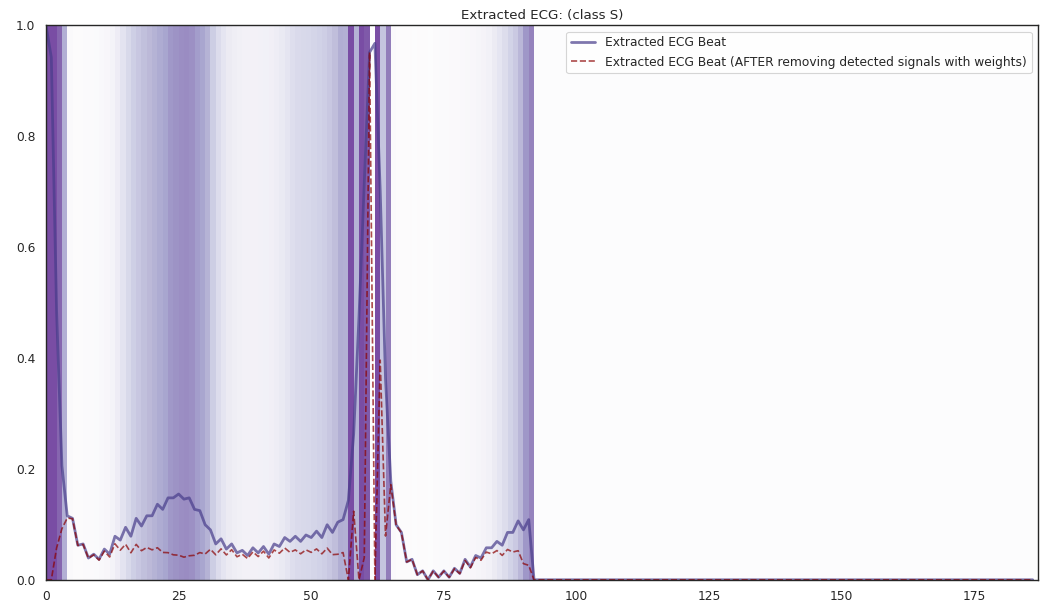 Extracted ECG: (class S)
Extracted ECG Beat
Extracted ECG Beat (AFTER removing detected signals with weights)
1.0
0.8
0.6
0.4
0.2
0.0
0 25 50 75 100 125 150 175